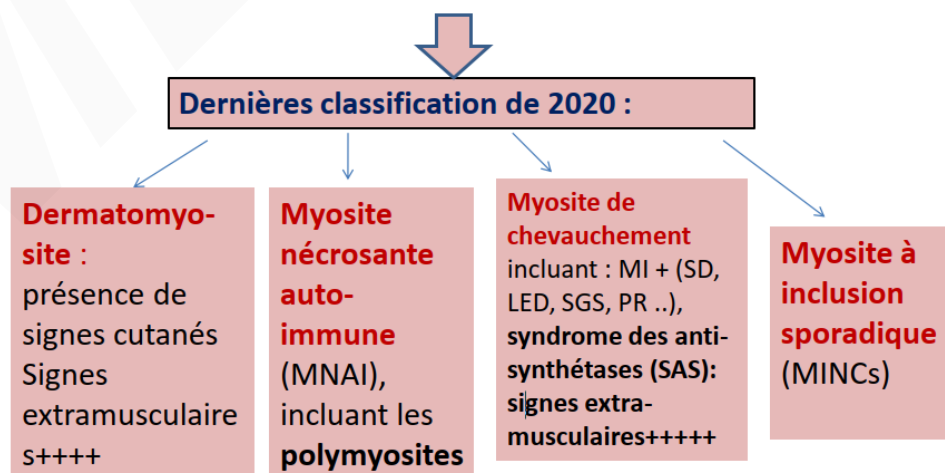 Dernières classification de 2020 :
Dermatomyo-
site :
présence de
signes cutanés
Signes
extramusculaire
s++++
Myosite
nécrosante
auto-
immune
(MNAI),
incluant les
polymyosites
Myosite de
chevauchement
incluant : MI + (SD,
LED, SGS, PR ..),
syndrome des anti-
synthétases (SAS):
signes extra-
musculaires+++++
Myosite à
inclusion
sporadique
(MINCs)